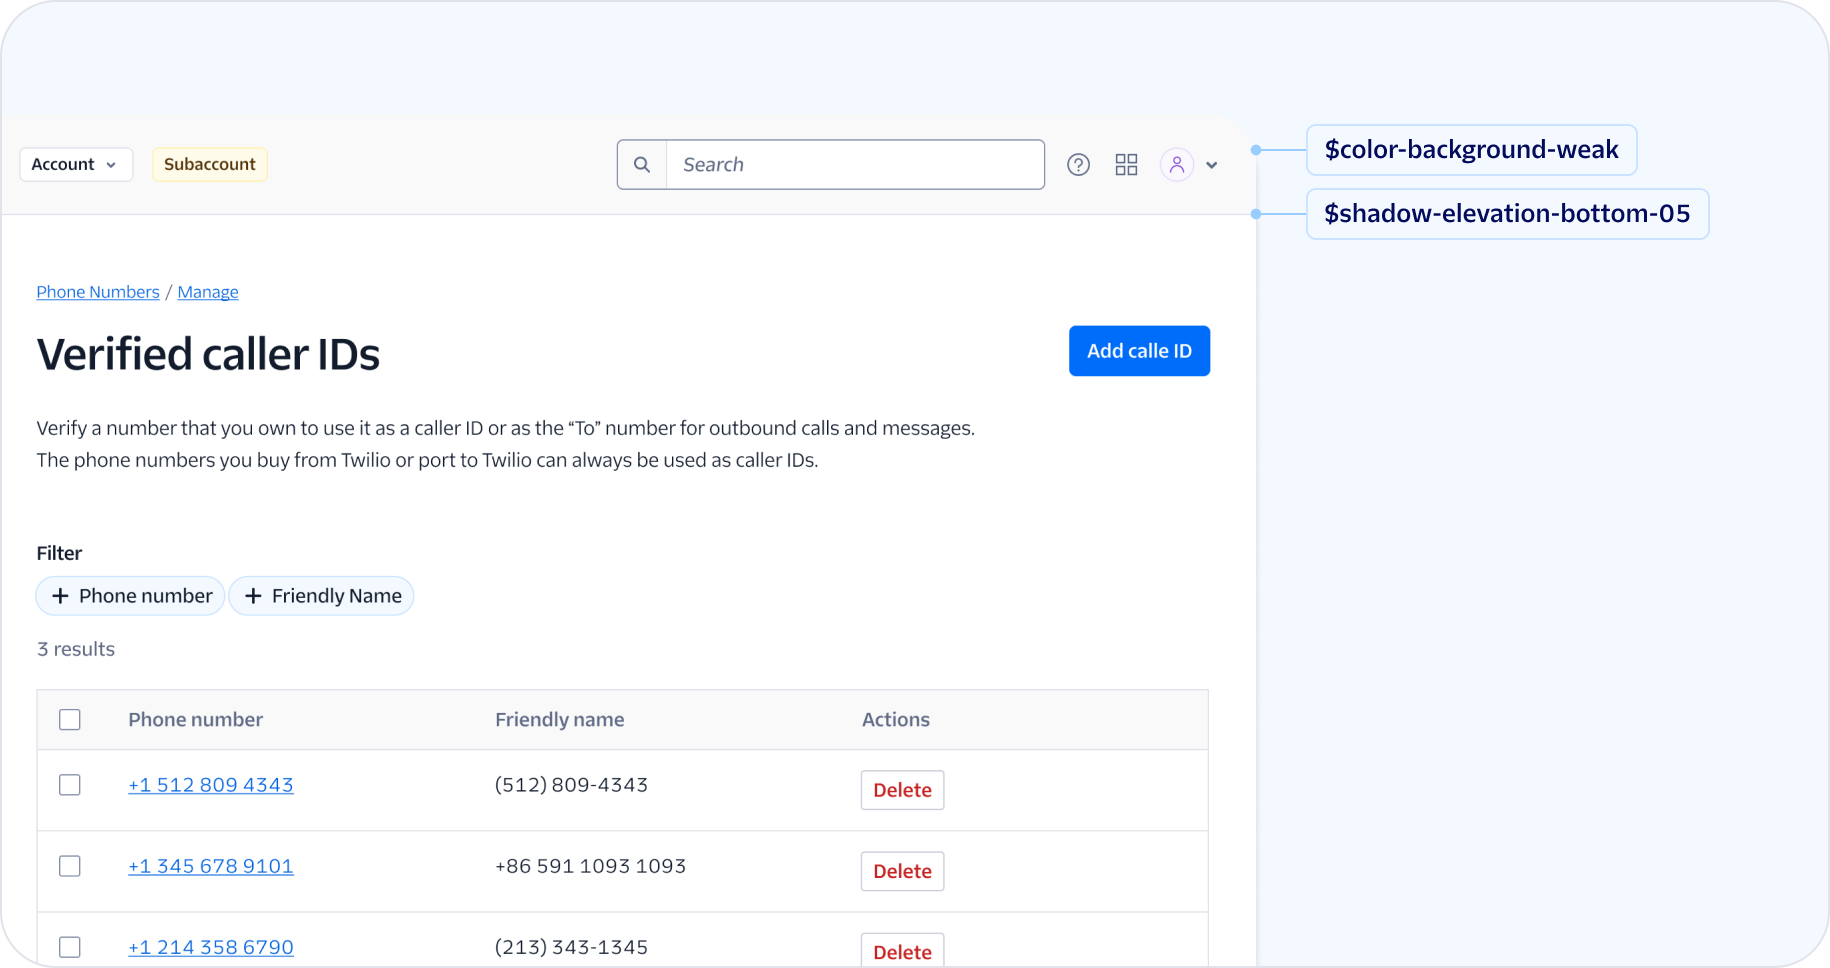 Account
Subaccount
Search
$color-background-weak
$shadow-elevation-bottom-05
Phone Numbers / Manage
Verified caller IDs
Add calle ID
Verify a number that you own to use it as a caller ID or as the “To” number for outbound calls and messages.
The phone numbers you buy from Twilio or port to Twilio can always be used as caller IDs.
Filter
+ Phone number + Friendly Name
3 results
Phone number Friendly name Actions
+1 512 809 4343 (512) 809-4343 Delete
+1 345 678 9101 +86 591 1093 1093 Delete
+1 214 358 6790 (213) 343-1345 Delete